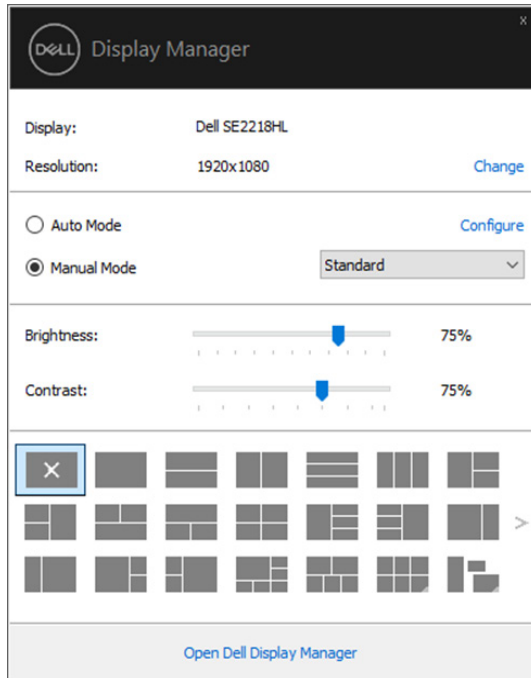 x
DELL Display Manager
Display: Dell SE2218HL
Resolution: 1920x1080 Change
Auto Mode Configure
Manual Mode Standard
Brightness: 75%
Contrast: 75%
Open Dell Display Manager